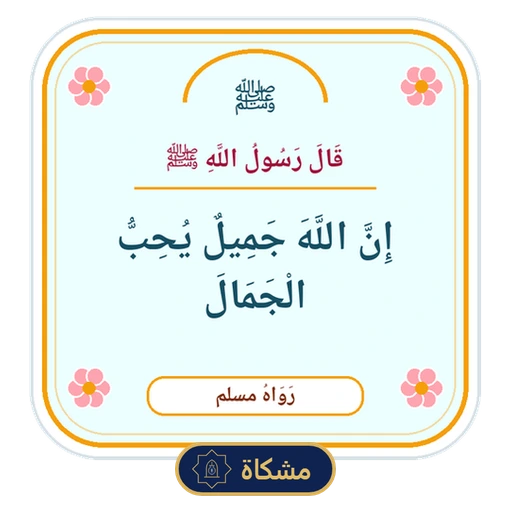 ﷺ
قَالَ رَسُولُ اللَّهِ ﷺ
إِنَّ اللَّهَ جَمِيلٌ يُحِبُّ
الْجَمَالَ
رَوَاهُ مسلم
مشكاة